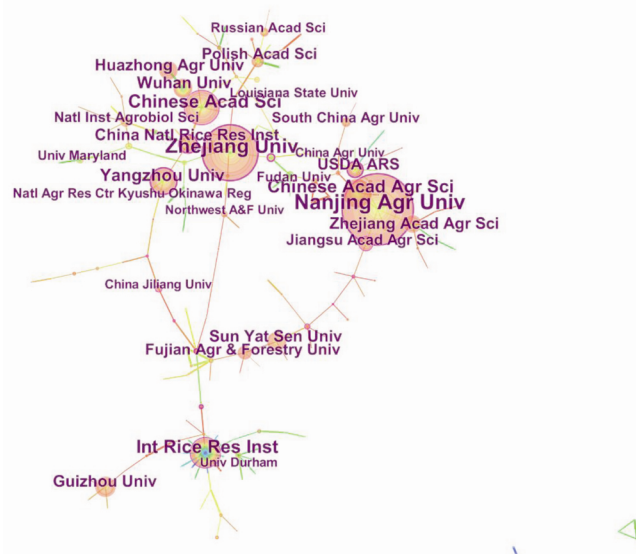 Russian Acad Sci
Polish Acad Sci
Huazhong Agr Univ
Wuhan Univ
Louisiana State Univ
Chinese Acad Sci
Natl Inst Agrobiol Sci
South China Agr Univ
China Natl Rice Res Inst
Zhejiang Univ
China Agr Univ
Univ Maryland
USDA ARS
Yangzhou Univ
Fudan Univ
Chinese Acad Agr Sci
Natl Agr Res Ctr Kyushu Okinawa Reg
Nanjing Agr Univ
Northwest A&F Univ
Zhejiang Acad Agr Sci
Jiangsu Acad Agr Sci
China Jiliang Univ
Sun Yat Sen Univ
Fujian Agr & Forestry Univ
Int Rice Res Inst
Univ Durham
Guizhou Univ